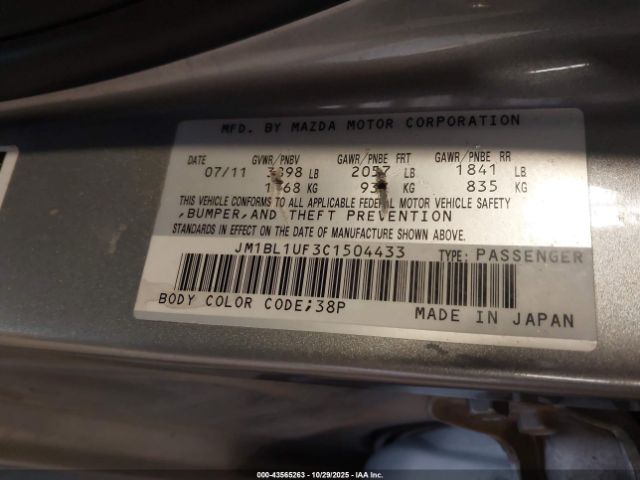 MFD. BY MAZDA MOTOR CORPORATION
DATE GVWR/PNBV GAWR/PNBE FRT GAWR/PNBE RR
07/11 LB LB 1841 LB
KG KG 835 KG
THIS VEHICLE CONFORMS TO ALL APPLICABLE FEDERAL MOTOR VEHICLE SAFETY
,BUMPER,AND THEFT PREVENTION
STANDARDS IN EFFECT ON THE DATE OF MANUFACTURE SHOWN ABOVE.
JM1BL1UF3C1504433 TYPE: PASSENGER
BODY COLOR CODE;38P MADE IN JAPAN
000-43565263 | 10/29/2025 | IAA, Inc.